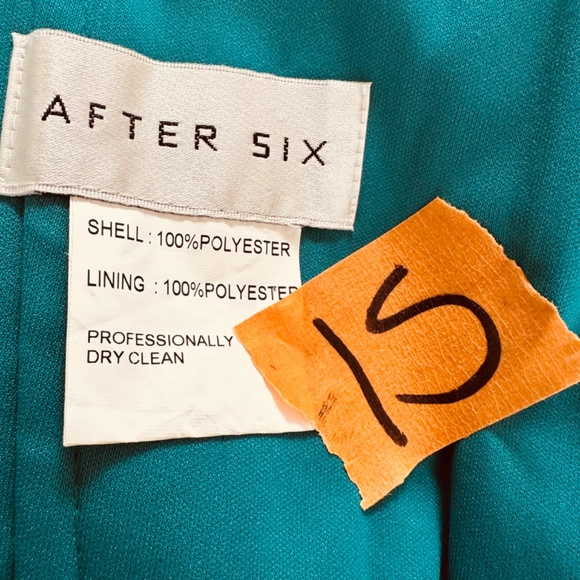 AFTER SIX
SHELL : 100%POLYESTER
LINING : 100%POLYESTER
PROFESSIONALLY
DRY CLEAN
15